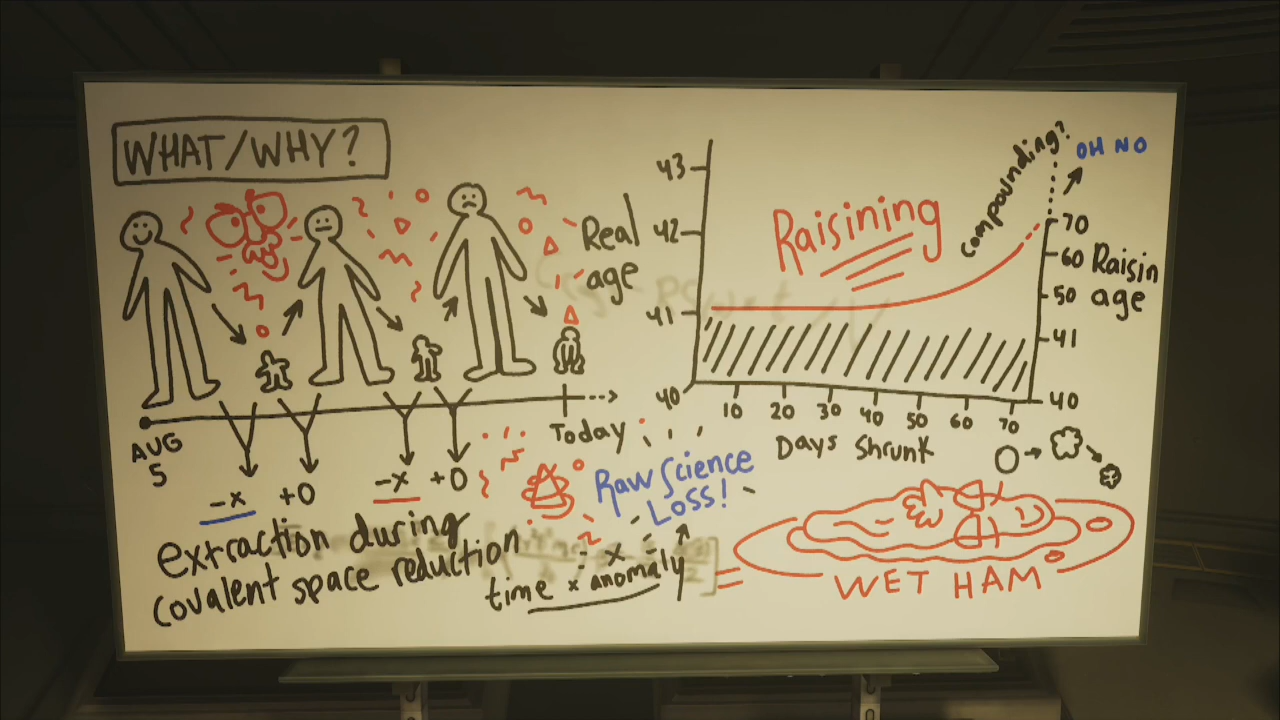 WHAT/WHY?
Real
age
AUG
5
Today
-x
+0
-x
+0
extraction during
covalent space reduction
Raw Science
Loss!
x
time x anomaly
43
42
41
40
Raisining
compounding?
OH NO
70
60
50
41
40
Raisin
age
10 20 30 40 50 60 70
Days Shrunk
WET HAM